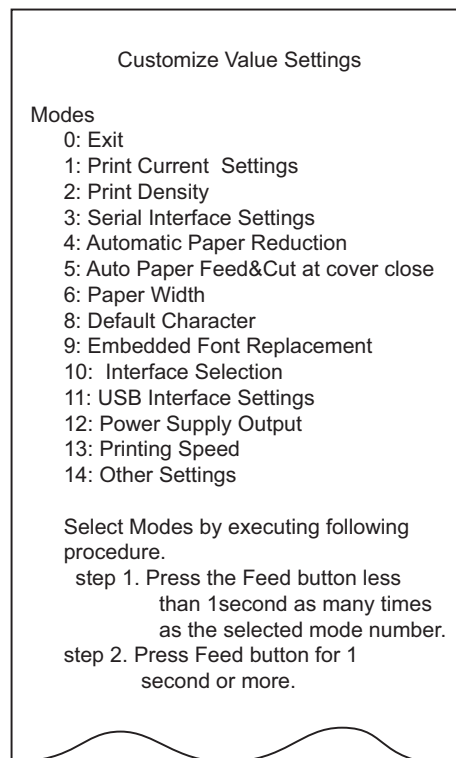 Customize Value Settings
Modes
0: Exit
1: Print Current Settings
2: Print Density
3: Serial Interface Settings
4: Automatic Paper Reduction
5: Auto Paper Feed&Cut at cover close
6: Paper Width
8: Default Character
9: Embedded Font Replacement
10: Interface Selection
11: USB Interface Settings
12: Power Supply Output
13: Printing Speed
14: Other Settings
Select Modes by executing following
procedure.
step 1. Press the Feed button less
than 1second as many times
as the selected mode number.
step 2. Press Feed button for 1
second or more.